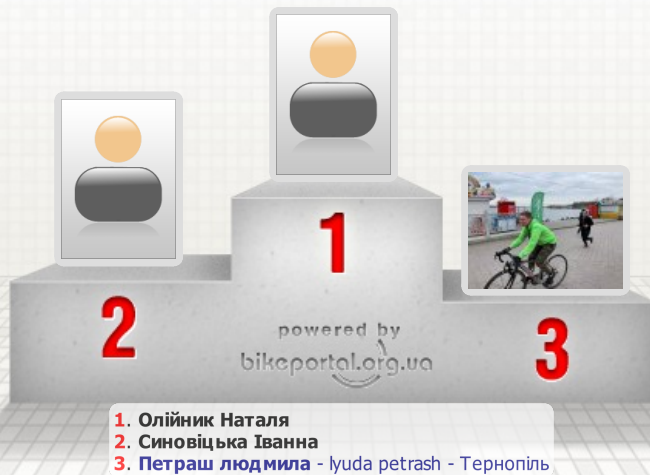 1
2
3
powered by
bikeportal.org.ua
1. Олійник Наталя
2. Синовіцька Іванна
3. Петраш людмила - lyuda petrash - Тернопіль